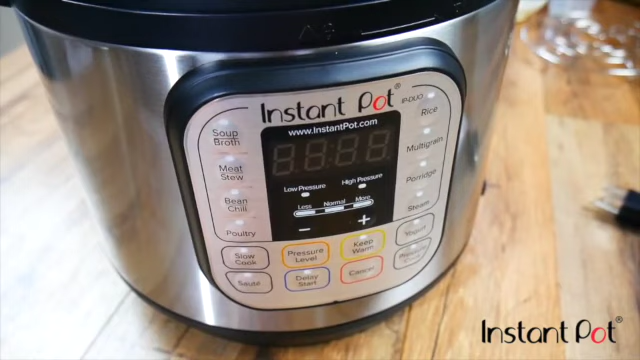 Instant Pot® IP-DUO
www.InstantPot.com
Soup
Broth
Meat
Stew
Bean
Chili
Poultry
Slow
Cook
Sauté
Low Pressure
High Pressure
Less Normal More
− +
Pressure
Level
Keep
Warm
Delay
Start
Cancel
Rice
Multigrain
Porridge
Steam
Yogurt
Instant Pot®